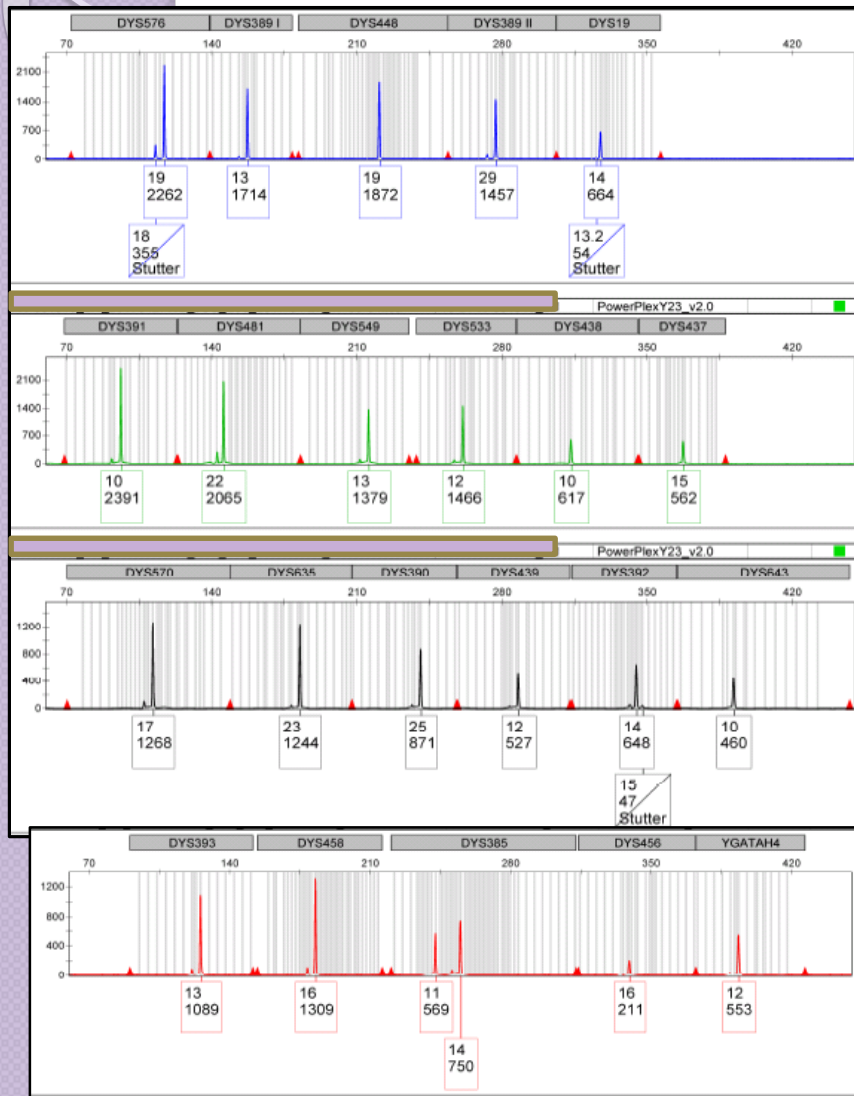 DYS576 DYS389 I DYS448 DYS389 II DYS19
70 140 210 280 350 420
2100
1400
700
0
19 13 19 29 14
2262 1714 1872 1457 664
18 13.2
355 54
Stutter Stutter
PowerPlexY23_v2.0
DYS391 DYS481 DYS549 DYS533 DYS438 DYS437
70 140 210 280 350 420
2100
1400
700
0
10 22 13 12 10 15
2391 2065 1379 1466 617 562
PowerPlexY23_v2.0
DYS570 DYS635 DYS390 DYS439 DYS392 DYS643
70 140 210 280 350 420
1200
800
400
0
17 23 25 12 14 10
1268 1244 871 527 648 460
15
47
Stutter
DYS393 DYS458 DYS385 DYS456 YGATAH4
70 140 210 280 350 420
1200
800
400
0
13 16 11 16 12
1089 1309 569 211 553
14
750